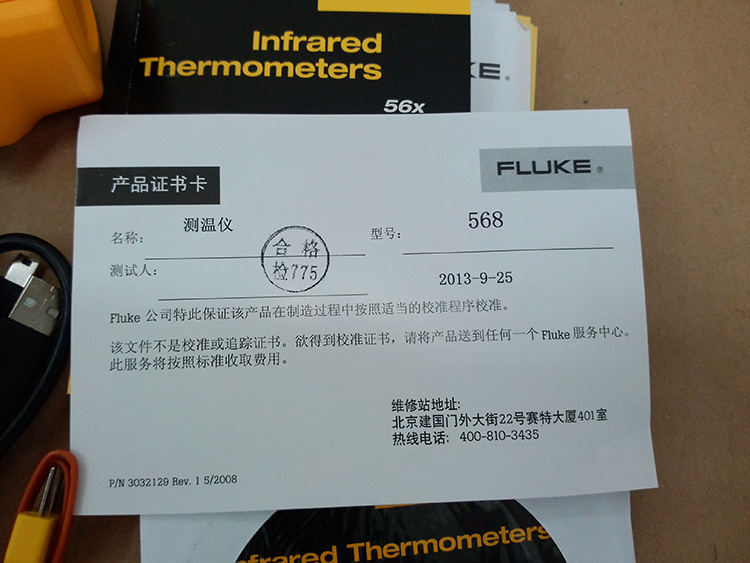 Infrared
Thermometers
56x
KE®
产品证书卡
FLUKE®
名称: 测温仪
型号: 568
合格
检775
测试人:
2013-9-25
Fluke 公司特此保证该产品在制造过程中按照适当的校准程序校准。
该文件不是校准或追踪证书。欲得到校准证书，请将产品送到任何一个 Fluke 服务中心。
此服务将按照标准收取费用。
维修站地址:
北京建国门外大街22号赛特大厦401室
热线电话: 400-810-3435
P/N 3032129 Rev. 1 5/2008
Infrared Thermometers